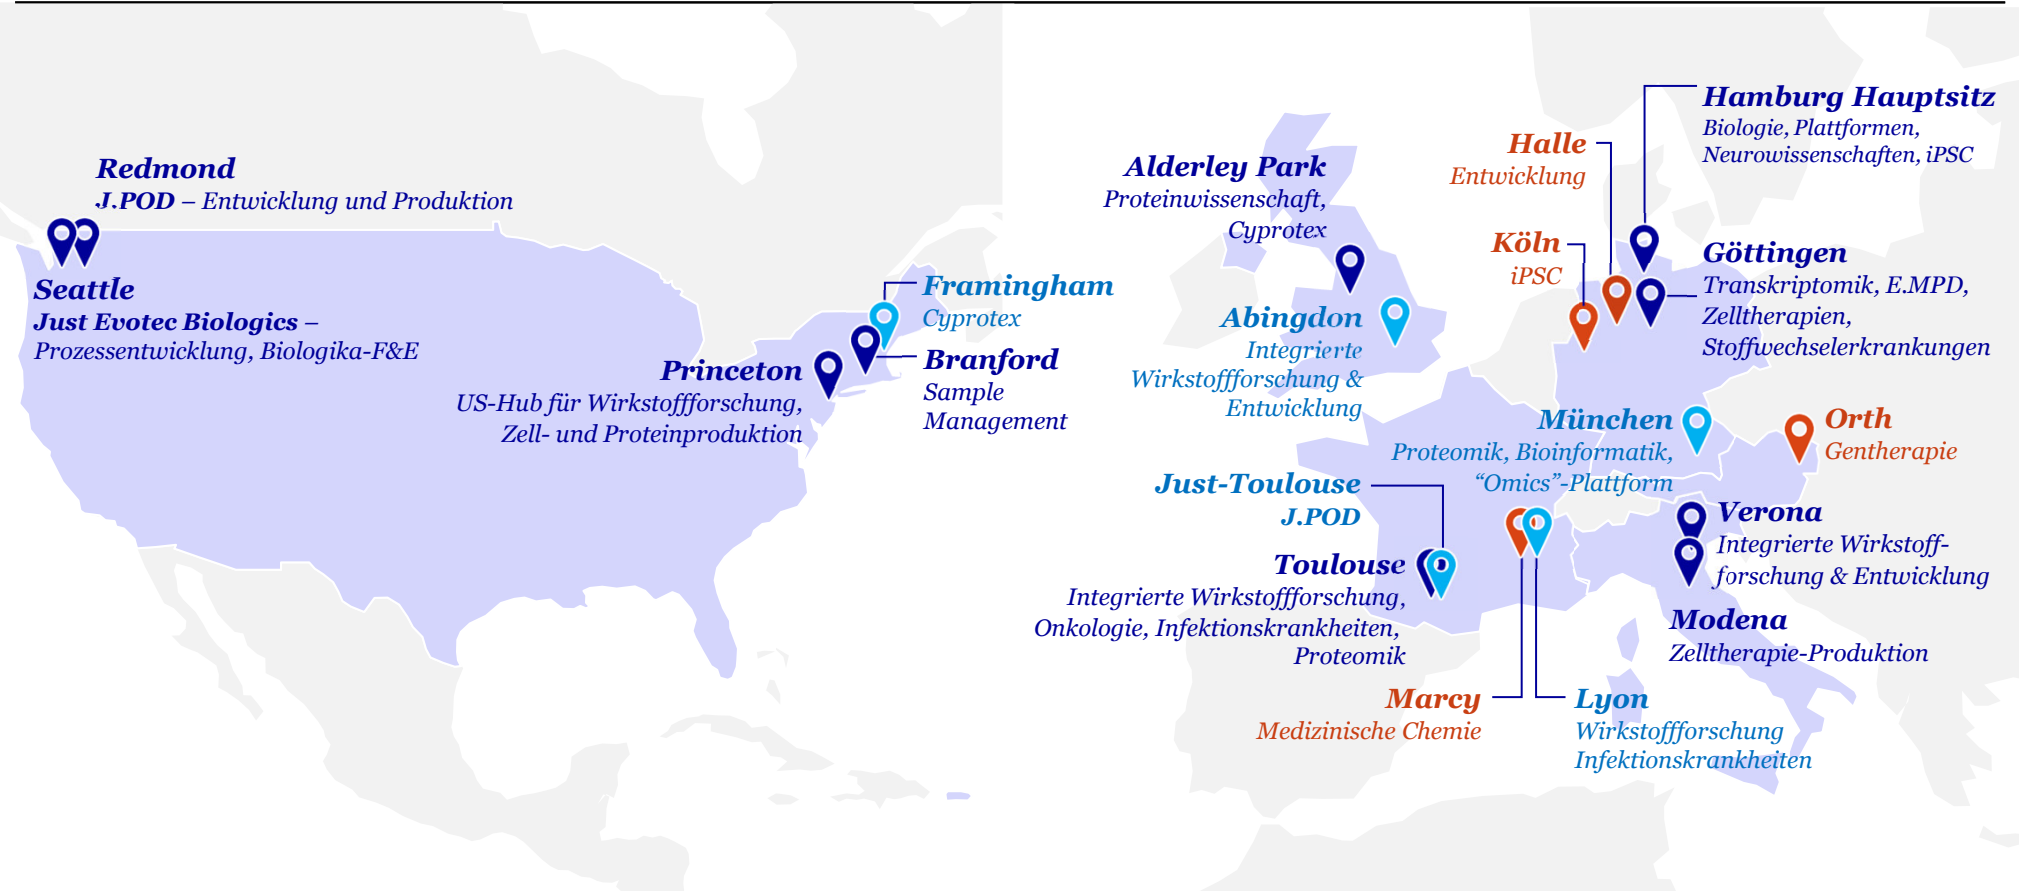 Redmond
J.POD – Entwicklung und Produktion
Seattle
Just Evotec Biologics –
Prozessentwicklung, Biologika-F&E
Framingham
Cyprotex
Princeton
US-Hub für Wirkstoffforschung,
Zell- und Proteinproduktion
Branford
Sample
Management
Alderley Park
Proteinwissenschaft,
Cyprotex
Abingdon
Integrierte
Wirkstoffforschung &
Entwicklung
Halle
Entwicklung
Köln
iPSC
Hamburg Hauptsitz
Biologie, Plattformen,
Neurowissenschaften, iPSC
Göttingen
Transkriptomik, E.MPD,
Zelltherapien,
Stoffwechselerkrankungen
München
Proteomik, Bioinformatik,
“Omics”-Plattform
Orth
Gentherapie
Just-Toulouse
J.POD
Toulouse
Integrierte Wirkstoffforschung,
Onkologie, Infektionskrankheiten,
Proteomik
Verona
Integrierte Wirkstoff-
forschung & Entwicklung
Modena
Zelltherapie-Produktion
Marcy
Medizinische Chemie
Lyon
Wirkstoffforschung
Infektionskrankheiten